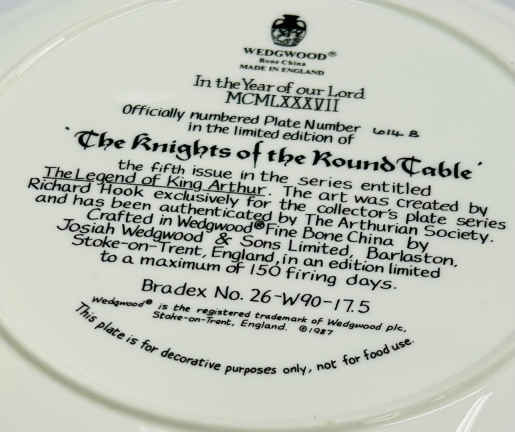 WEDGWOOD®
Bone China
MADE IN ENGLAND
In the Year of our Lord
MCMLXXXVII
Officially numbered Plate Number 614 B
in the limited edition of
'The Knights of the Round Table'
the fifth issue in the series entitled
The Legend of King Arthur. The art was created by
Richard Hook exclusively for the collector's plate series
and has been authenticated by The Arthurian Society.
Crafted in Wedgwood® Fine Bone China by
Josiah Wedgwood & Sons Limited, Barlaston,
Stoke-on-Trent, England, in an edition limited
to a maximum of 150 firing days.
Bradex No. 26-W90-17.5
Wedgwood® is the registered trademark of Wedgwood plc,
Stoke-on-Trent, England. ©1987
This plate is for decorative purposes only, not for food use.